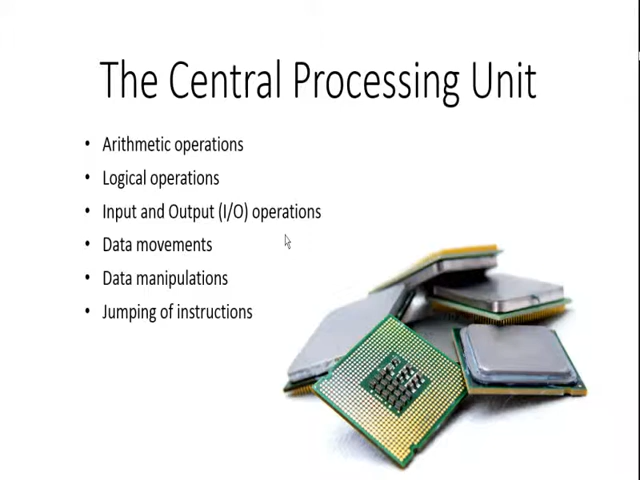 The Central Processing Unit
• Arithmetic operations
• Logical operations
• Input and Output (I/O) operations
• Data movements
• Data manipulations
• Jumping of instructions